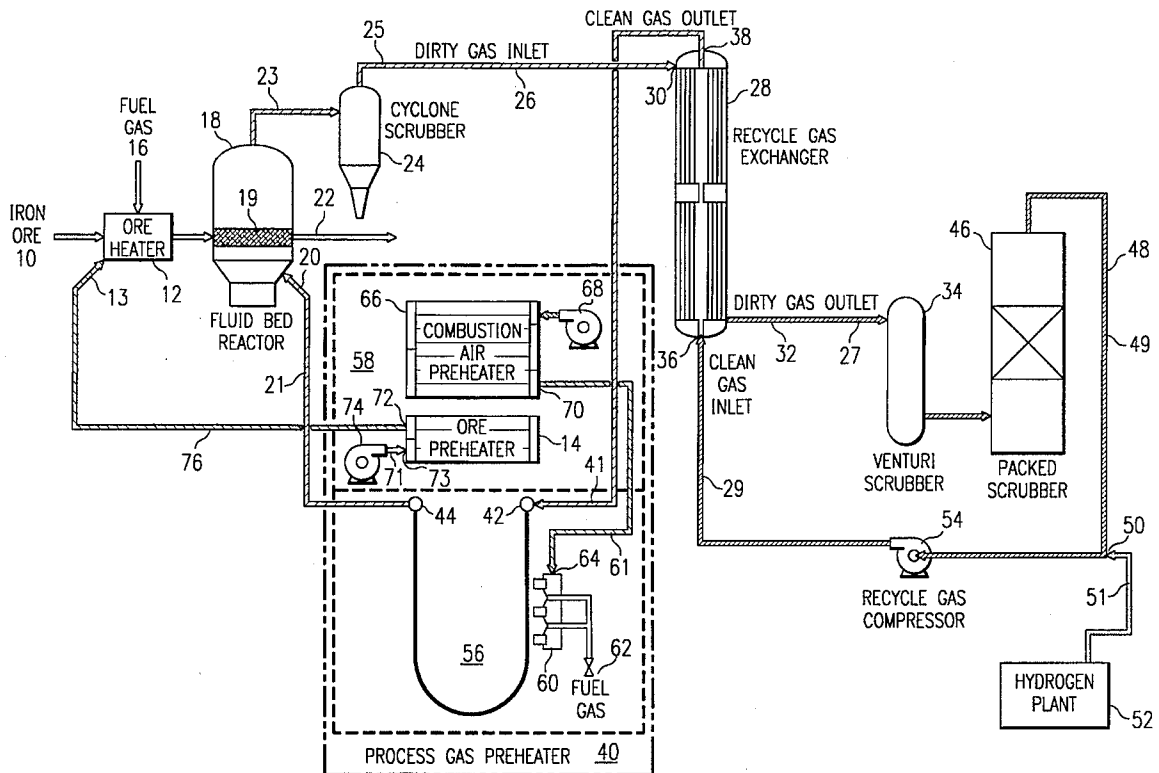 CLEAN GAS OUTLET
38
25
DIRTY GAS INLET
26
30
28
23
FUEL
GAS
16
18
CYCLONE
SCRUBBER
24
RECYCLE GAS
EXCHANGER
19
22
IRON
ORE
10
ORE
HEATER
20
13
12
FLUID BED
REACTOR
21
46
48
66
68
COMBUSTION
AIR
PREHEATER
58
70
DIRTY GAS OUTLET
32
27
34
36
CLEAN
GAS
INLET
49
72
74
ORE
PREHEATER
14
71
73
76
VENTURI
SCRUBBER
PACKED
SCRUBBER
41
29
44
42
61
64
54
50
51
RECYCLE GAS
COMPRESSOR
56
60
62
FUEL
GAS
HYDROGEN
PLANT
52
PROCESS GAS PREHEATER
40